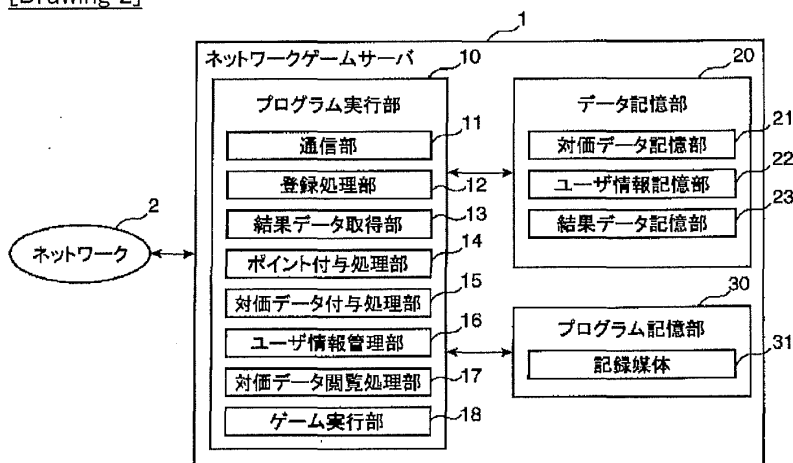 [Drawing 2]
1
ネットワークゲームサーバ
10
プログラム実行部
通信部
11
登録処理部
12
結果データ取得部
13
ポイント付与処理部
14
対価データ付与処理部
15
ユーザ情報管理部
16
対価データ閲覧処理部
17
ゲーム実行部
18
2
ネットワーク
20
データ記憶部
対価データ記憶部
21
ユーザ情報記憶部
22
結果データ記憶部
23
30
プログラム記憶部
記録媒体
31